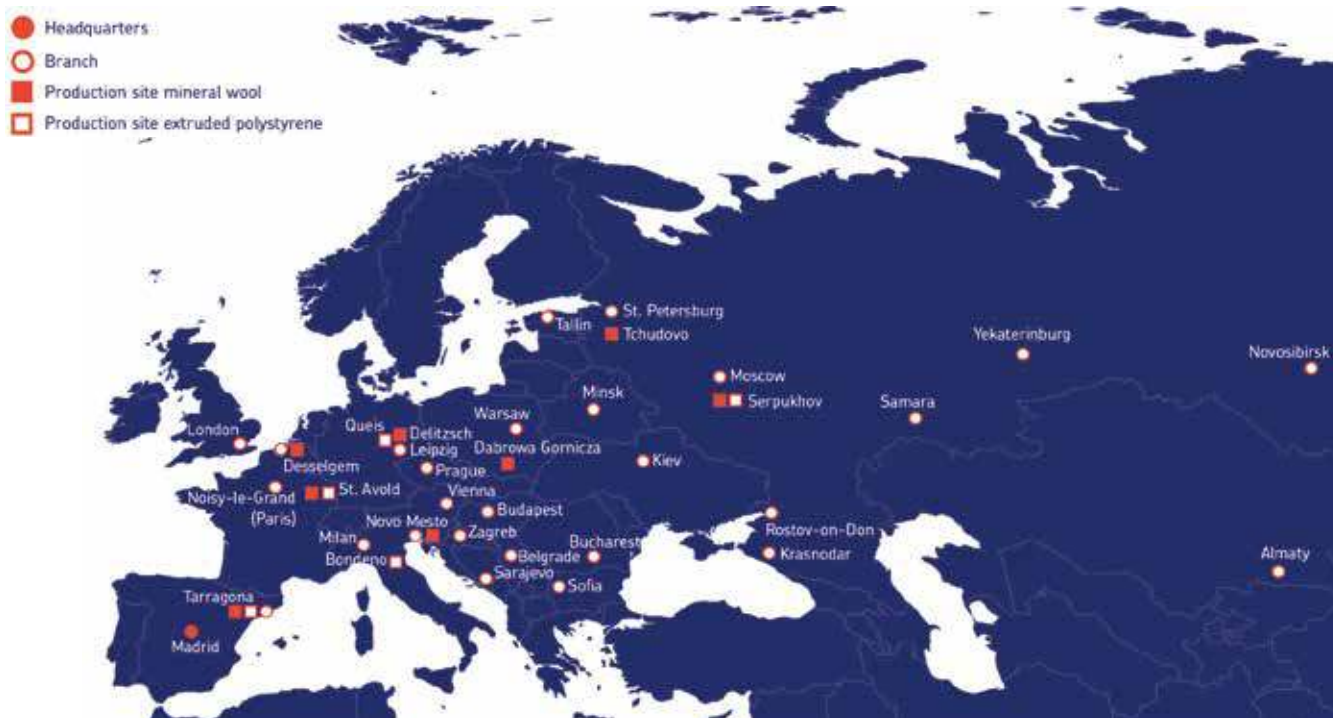 Headquarters
Branch
Production site mineral wool
Production site extruded polystyrene
St. Petersburg
Tallin
Tchudovo
Yekaterinburg
Novosibirsk
Moscow
Serpukhov
Samara
Minsk
Warsaw
London
Queis
Delitzsch
Leipzig
Dabrowa Gornicza
Desselgem
Prague
Kiev
Noisy-le-Grand
(Paris)
St. Avold
Vienna
Budapest
Novo Mesto
Zagreb
Rostov-on-Don
Milan
Bucharest
Krasnodar
Bondeno
Belgrade
Almaty
Sarajevo
Sofia
Tarragona
Madrid